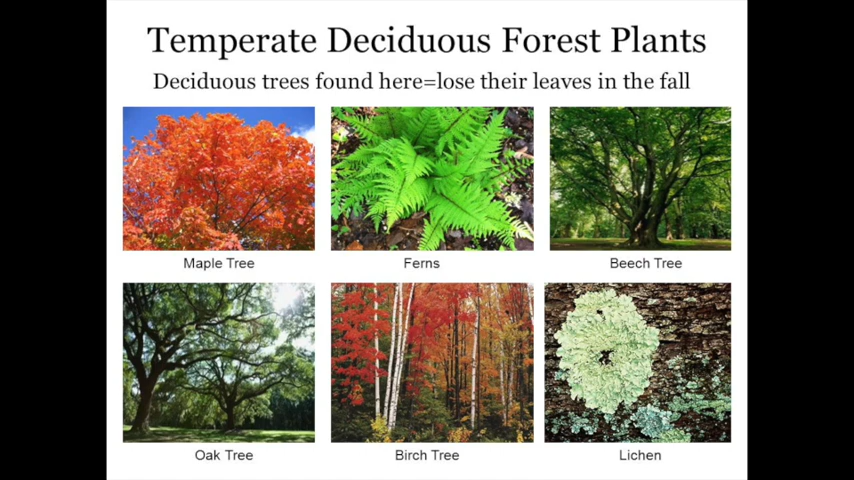 Temperate Deciduous Forest Plants
Deciduous trees found here=lose their leaves in the fall
Maple Tree
Ferns
Beech Tree
Oak Tree
Birch Tree
Lichen